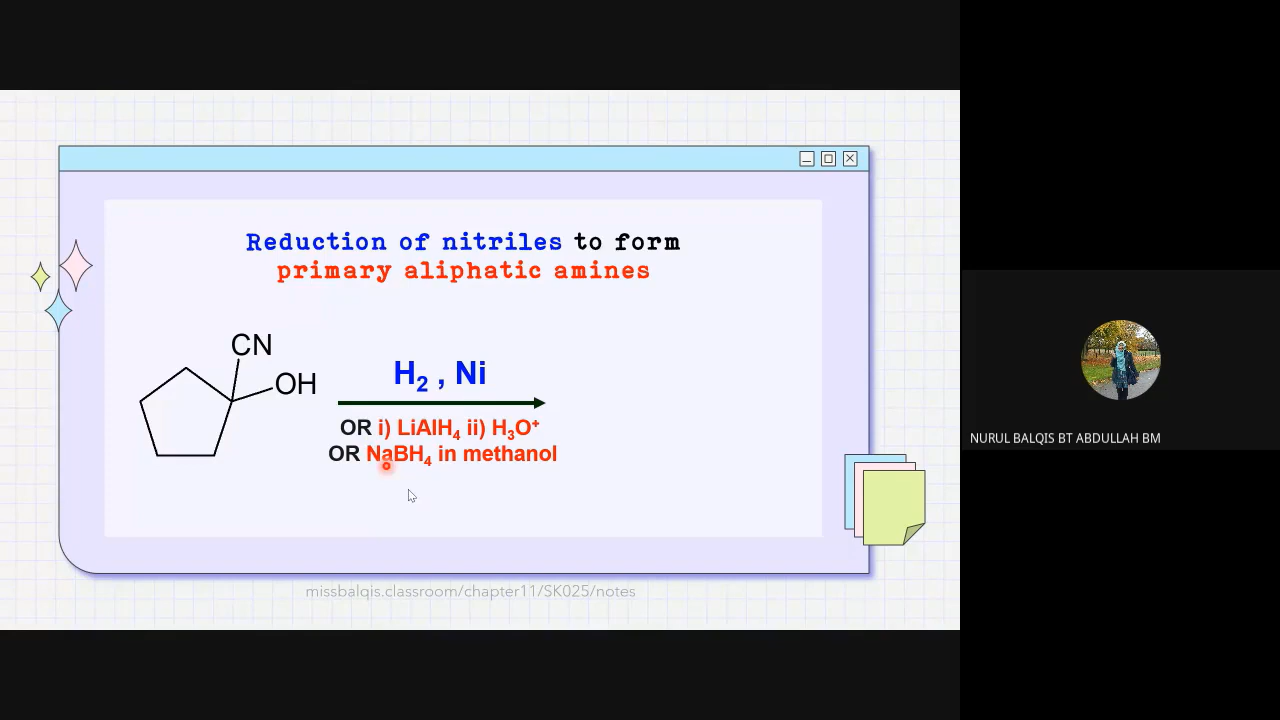 Reduction of nitriles to form
primary aliphatic amines
CN
OH
H₂ , Ni
OR i) LiAlH₄ ii) H₃O⁺
OR NaBH₄ in methanol
missbalqis.classroom/chapter11/SK025/notes
NURUL BALQIS BT ABDULLAH BM